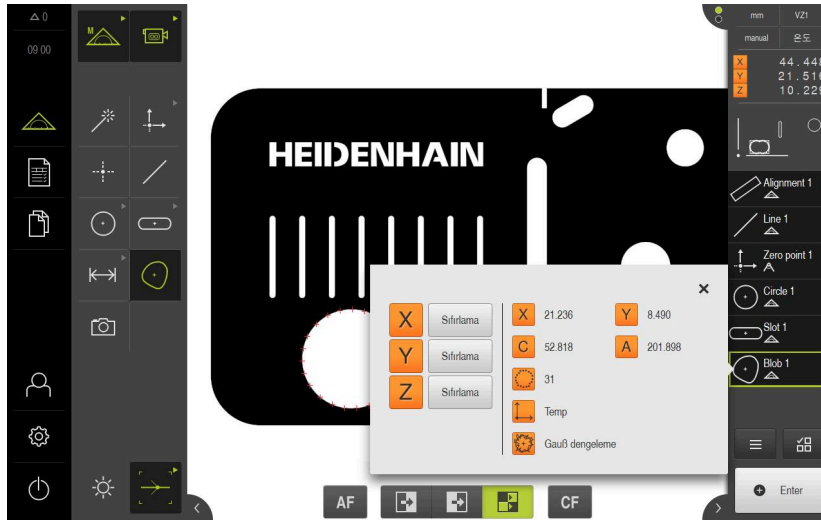 0
09 00
M
HEIDENHAIN
X Sıfırlama
Y Sıfırlama
Z Sıfırlama
X 21.236 Y 8.490
C 52.818 A 201.898
31
Temp
Gauß dengeleme
AF
CF
mm VZ1
manual 온도
X 44.448
Y 21.516
Z 10.229
Alignment 1
Line 1
Zero point 1
Circle 1
Slot 1
Blob 1
Enter